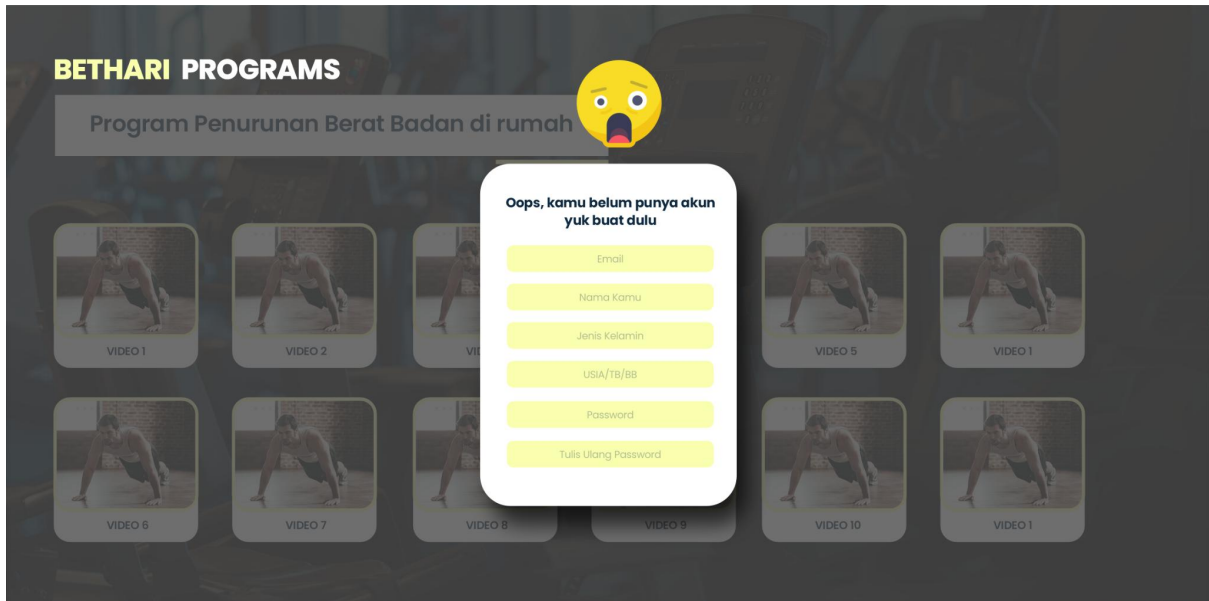 BETHARI PROGRAMS
Program Penurunan Berat Badan di rumah
Oops, kamu belum punya akun
yuk buat dulu
Email
Nama Kamu
Jenis Kelamin
USIA/TB/BB
Password
Tulis Ulang Password
VIDEO 1
VIDEO 2
VIDEO 5
VIDEO 1
VIDEO 6
VIDEO 7
VIDEO 8
VIDEO 9
VIDEO 10
VIDEO 1